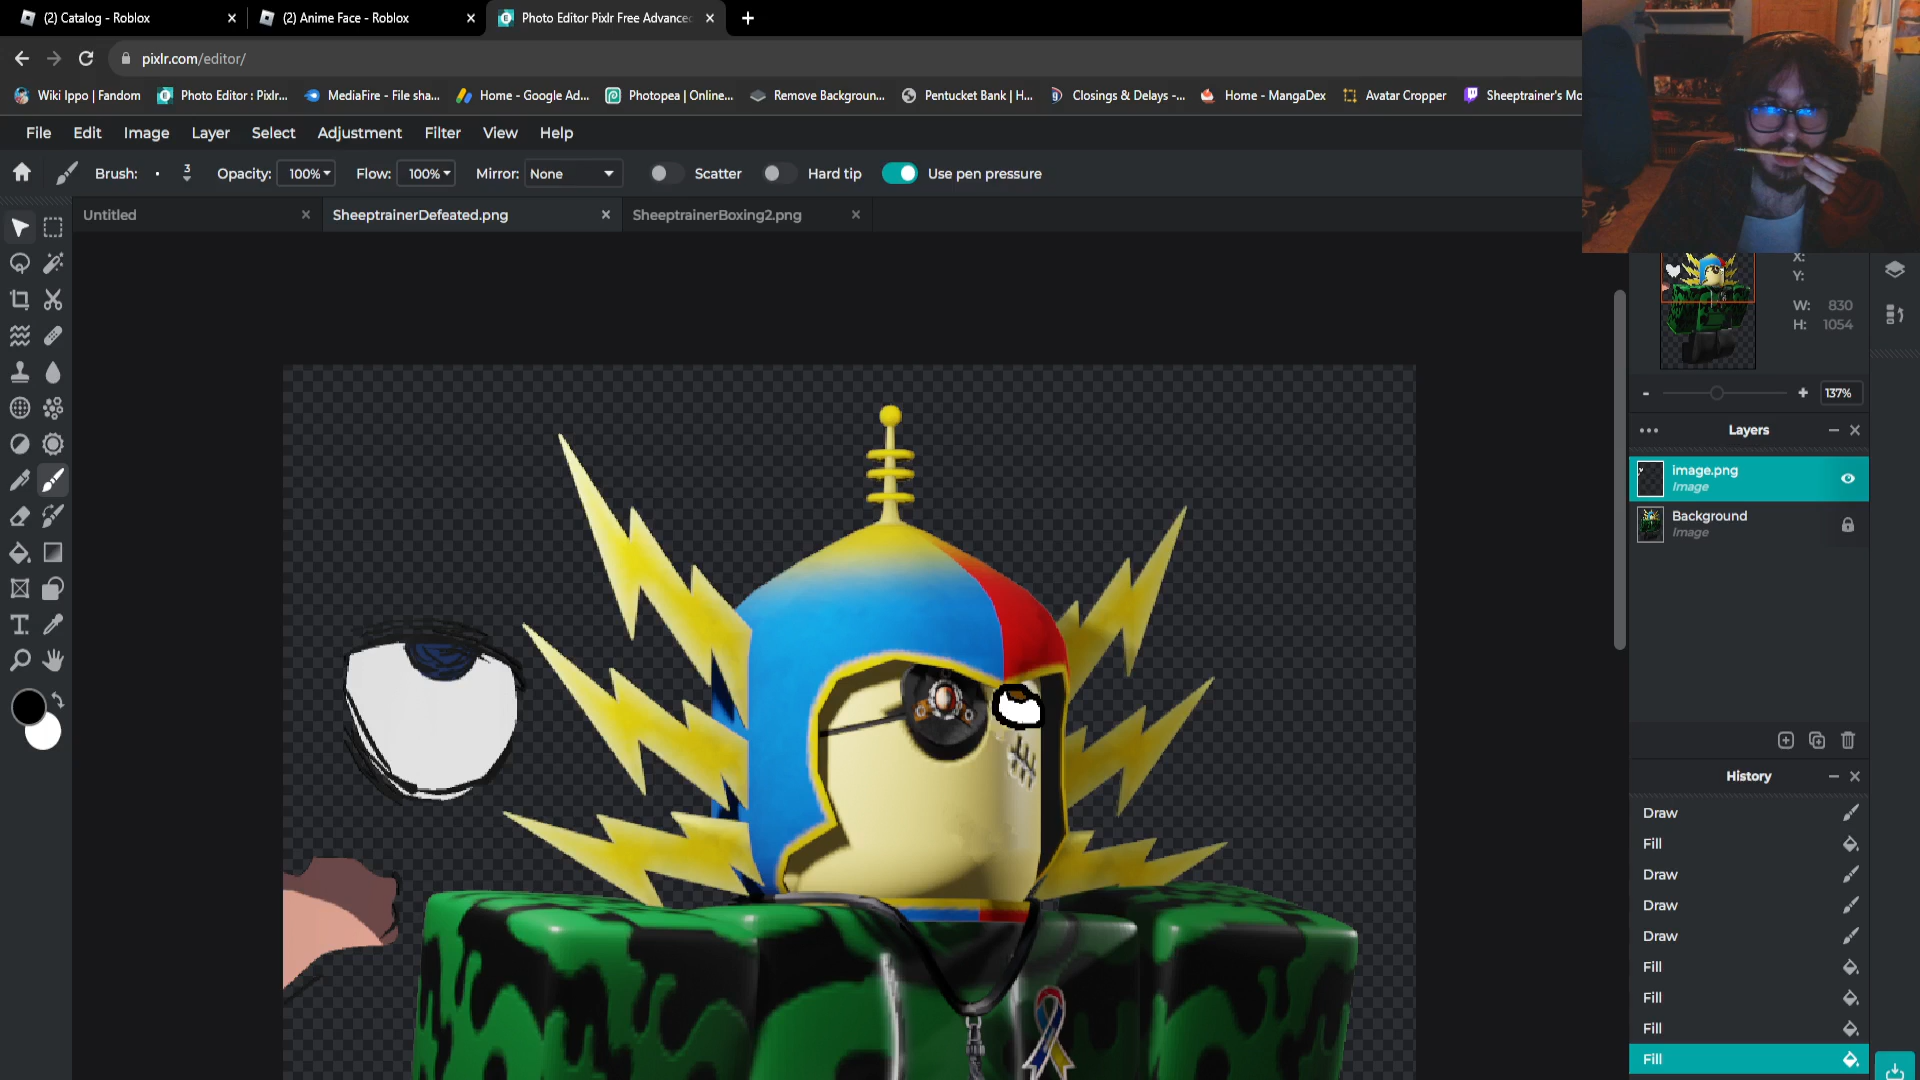 (2) Catalog - Roblox
(2) Anime Face - Roblox
Photo Editor Pixlr Free Advance
pixlr.com/editor/
Wiki Ippo | Fandom
Photo Editor : Pixlr...
MediaFire - File sha...
Home - Google Ad...
Photopea | Online...
Remove Backgroun...
Pentucket Bank | H...
Closings & Delays -...
Home - MangaDex
Avatar Cropper
Sheeptrainer's Mo
File Edit Image Layer Select Adjustment Filter View Help
Brush: 3 Opacity: 100% Flow: 100% Mirror: None Scatter Hard tip Use pen pressure
Untitled
SheeptrainerDefeated.png
SheeptrainerBoxing2.png
X:
Y:
W: 830
H: 1054
137%
Layers
image.png
Image
Background
Image
History
Draw
Fill
Draw
Draw
Draw
Fill
Fill
Fill
Fill